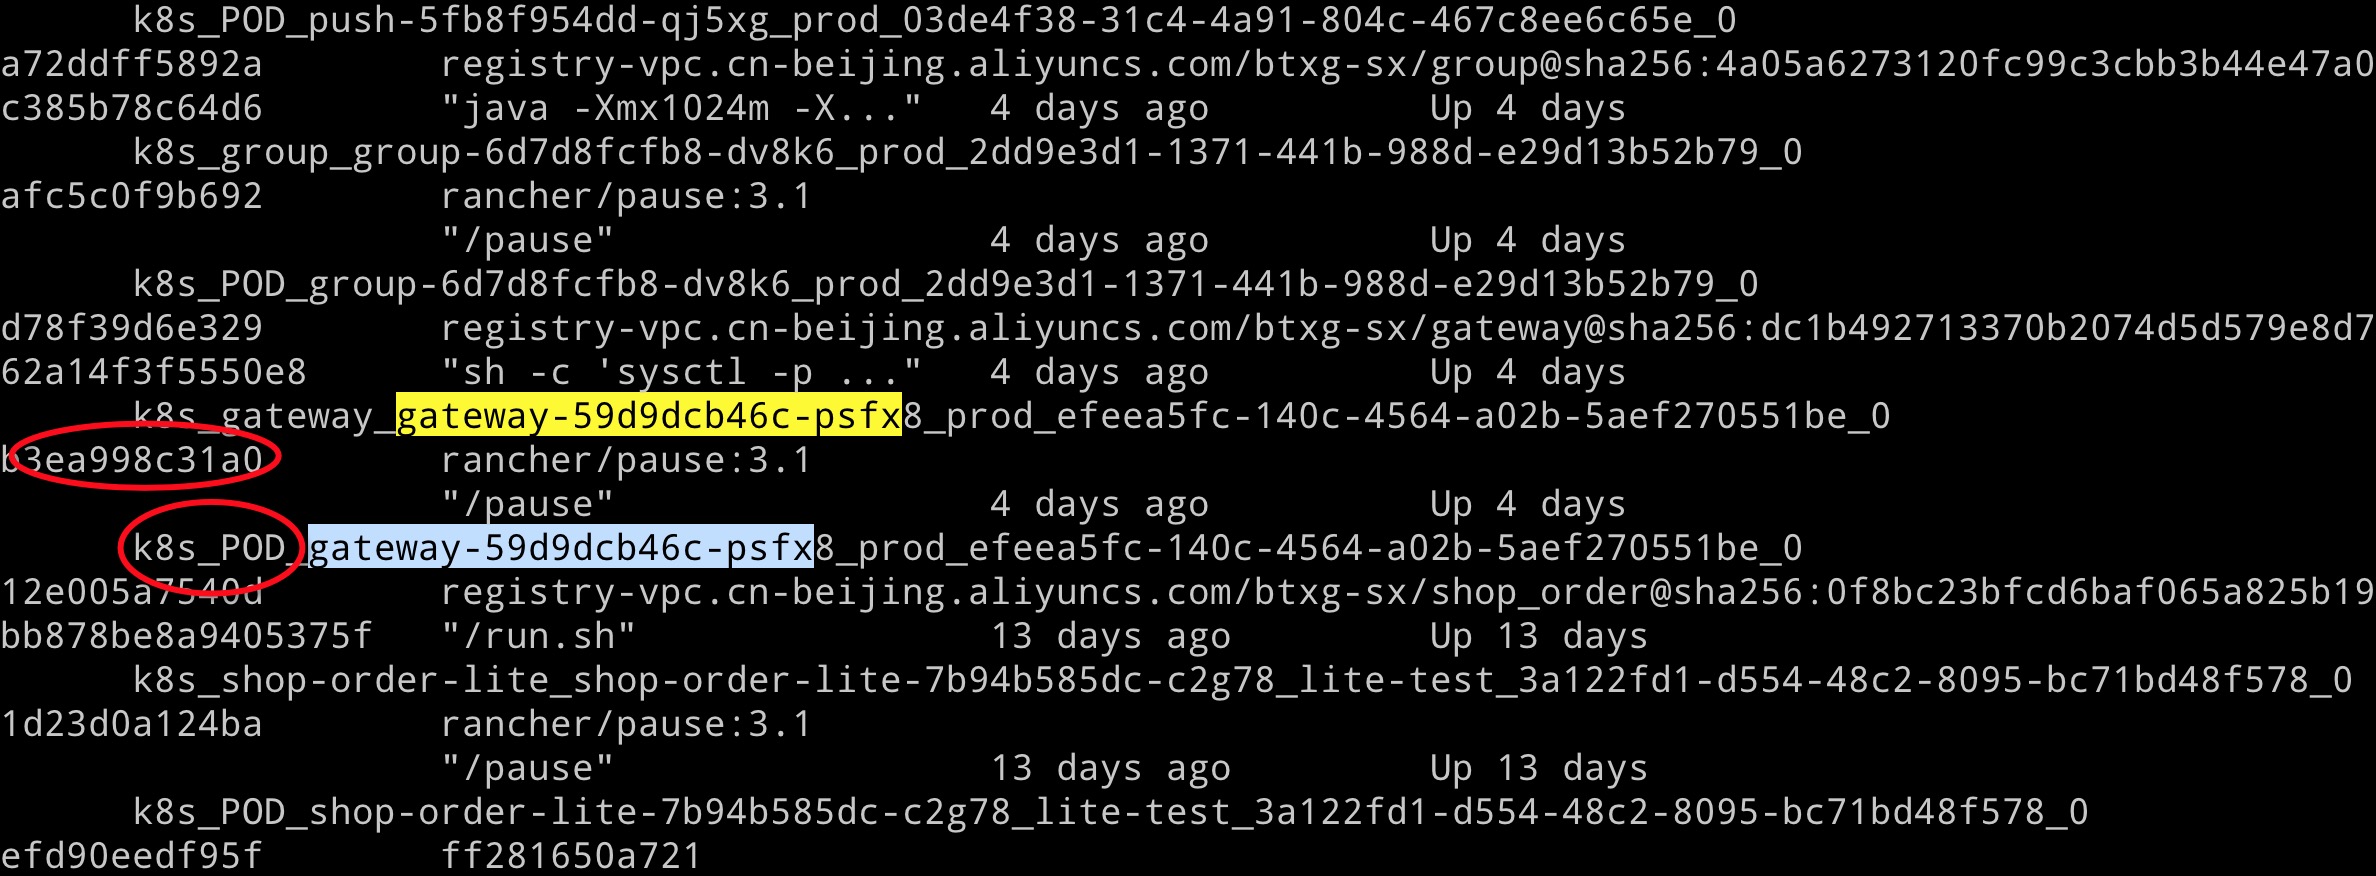 k8s_POD_push-5fb8f954dd-qj5xg_prod_03de4f38-31c4-4a91-804c-467c8ee6c65e_0
a72ddff5892a registry-vpc.cn-beijing.aliyuncs.com/btxg-sx/group@sha256:4a05a6273120fc99c3cbb3b44e47a0
c385b78c64d6 "java -Xmx1024m -X..." 4 days ago Up 4 days
k8s_group_group-6d7d8fcfb8-dv8k6_prod_2dd9e3d1-1371-441b-988d-e29d13b52b79_0
afc5c0f9b692 rancher/pause:3.1
"/pause" 4 days ago Up 4 days
k8s_POD_group-6d7d8fcfb8-dv8k6_prod_2dd9e3d1-1371-441b-988d-e29d13b52b79_0
d78f39d6e329 registry-vpc.cn-beijing.aliyuncs.com/btxg-sx/gateway@sha256:dc1b492713370b2074d5d579e8d7
62a14f3f5550e8 "sh -c 'sysctl -p ..." 4 days ago Up 4 days
k8s_gateway_gateway-59d9dcb46c-psfx8_prod_efeea5fc-140c-4564-a02b-5aef270551be_0
b3ea998c31a0 rancher/pause:3.1
"/pause" 4 days ago Up 4 days
k8s_POD_gateway-59d9dcb46c-psfx8_prod_efeea5fc-140c-4564-a02b-5aef270551be_0
12e005a7540d registry-vpc.cn-beijing.aliyuncs.com/btxg-sx/shop_order@sha256:0f8bc23bfcd6baf065a825b19
bb878be8a9405375f "/run.sh" 13 days ago Up 13 days
k8s_shop-order-lite_shop-order-lite-7b94b585dc-c2g78_lite-test_3a122fd1-d554-48c2-8095-bc71bd48f578_0
1d23d0a124ba rancher/pause:3.1
"/pause" 13 days ago Up 13 days
k8s_POD_shop-order-lite-7b94b585dc-c2g78_lite-test_3a122fd1-d554-48c2-8095-bc71bd48f578_0
efd90eedf95f ff281650a721